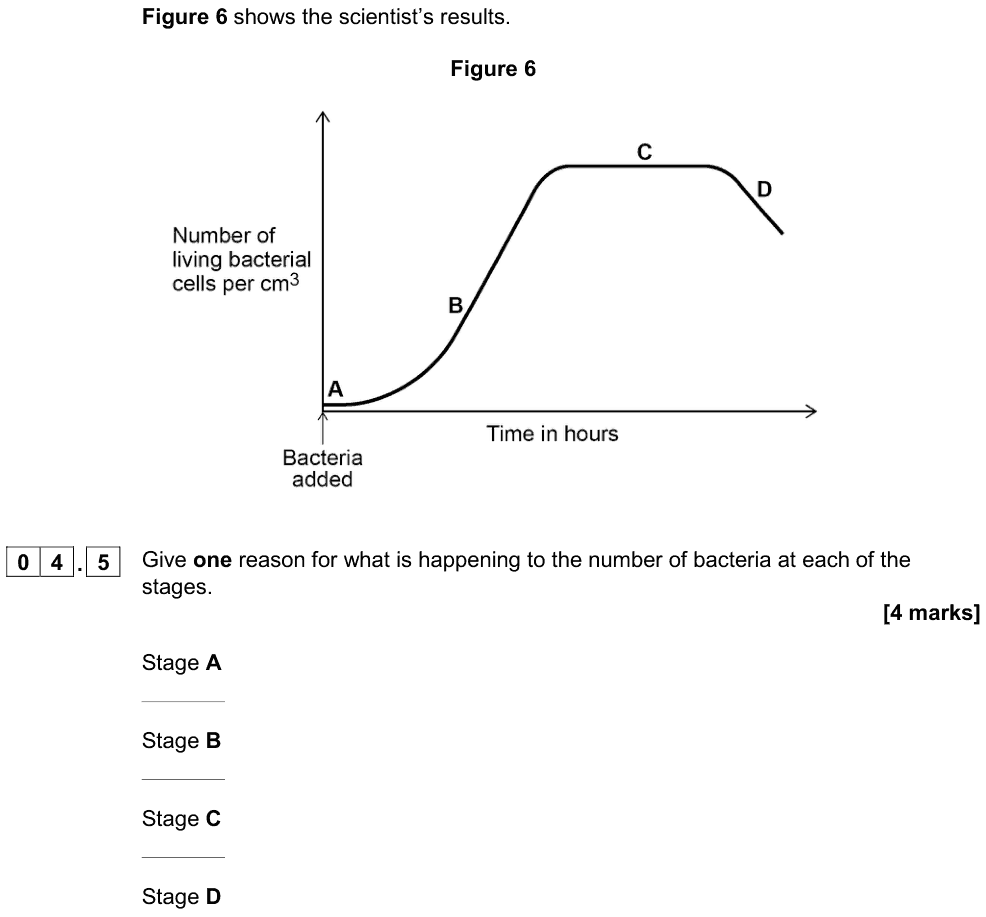 Figure 6 shows the scientist's results.
Figure 6
C
D
Number of
living bacterial
cells per cm3
B
A
Time in hours
Bacteria
added
0 4 . 5 Give one reason for what is happening to the number of bacteria at each of the
stages.
[4 marks]
Stage A
Stage B
Stage C
Stage D